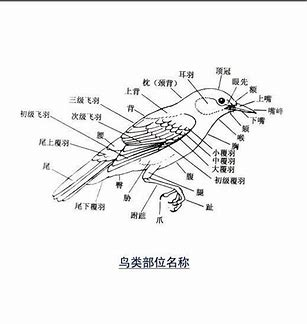 顶冠
耳羽
眼先
枕（颈背）
额
上背
上嘴
三级飞羽
背
嘴峙
次级飞羽
下嘴
初级飞羽
腰
颏
喉
胸
尾上覆羽
小覆羽
中覆羽
大覆羽
初级覆羽
尾
腹
臀
胁
腿
尾下覆羽
跗蹠
趾
爪
鸟类部位名称